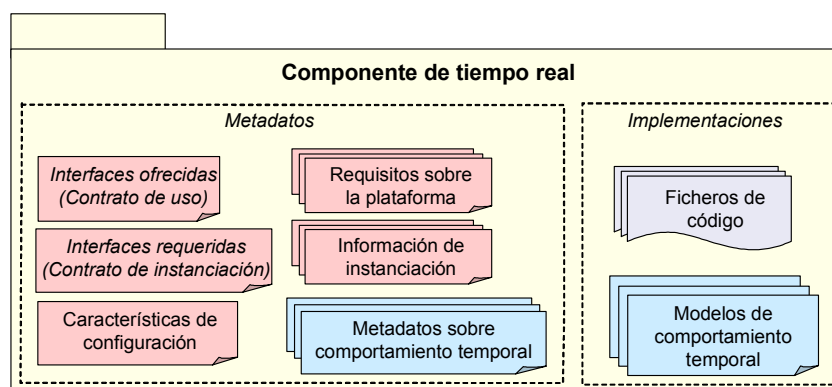 Componente de tiempo real
Metadatos
Interfaces ofrecidas
(Contrato de uso)
Interfaces requeridas
(Contrato de instanciación)
Características de
configuración
Requisitos sobre
la plataforma
Información de
instanciación
Metadatos sobre
comportamiento temporal
Implementaciones
Ficheros de
código
Modelos de
comportamiento
temporal